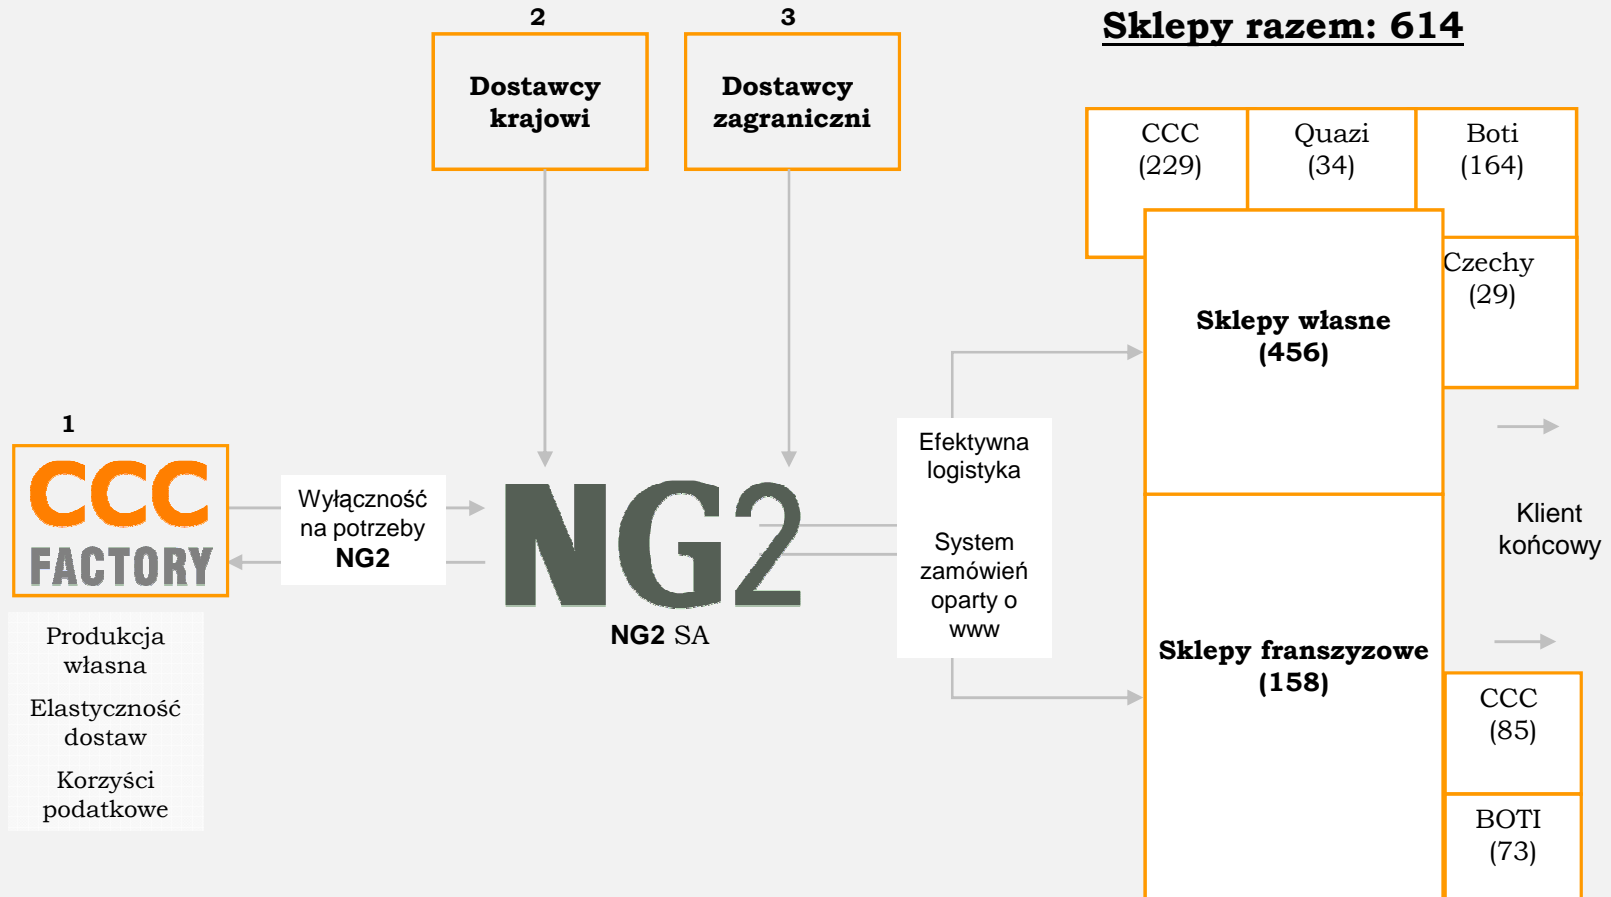 2
3
Sklepy razem: 614
Dostawcy
krajowi
Dostawcy
zagraniczni
CCC
(229)
Quazi
(34)
Boti
(164)
Czechy
(29)
Sklepy własne
(456)
1
CCC
FACTORY
Wyłączność
na potrzeby
NG2
NG2
NG2 SA
Efektywna
logistyka
System
zamówień
oparty o
www
Klient
końcowy
Produkcja
własna
Elastyczność
dostaw
Korzyści
podatkowe
Sklepy franszyzowe
(158)
CCC
(85)
BOTI
(73)